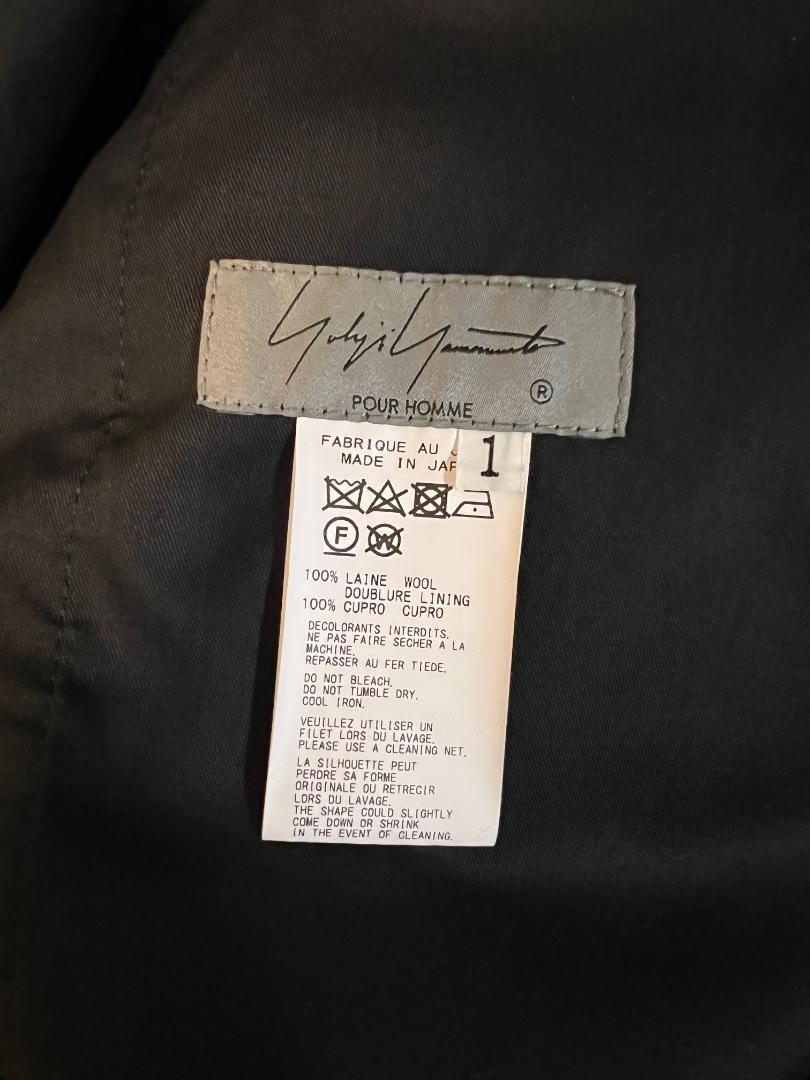 Yohji Yamamoto
®
POUR HOMME
FABRIQUE AU
MADE IN JAP
1
F
W
100% LAINE WOOL
DOUBLURE LINING
100% CUPRO CUPRO
DECOLORANTS INTERDITS.
NE PAS FAIRE SECHER A LA
MACHINE.
REPASSER AU FER TIEDE.
DO NOT BLEACH.
DO NOT TUMBLE DRY.
COOL IRON.
VEUILLEZ UTILISER UN
FILET LORS DU LAVAGE.
PLEASE USE A CLEANING NET.
LA SILHOUETTE PEUT
PERDRE SA FORME
ORIGINALE OU RETRECIR
LORS DU LAVAGE.
THE SHAPE COULD SLIGHTLY
COME DOWN OR SHRINK
IN THE EVENT OF CLEANING.